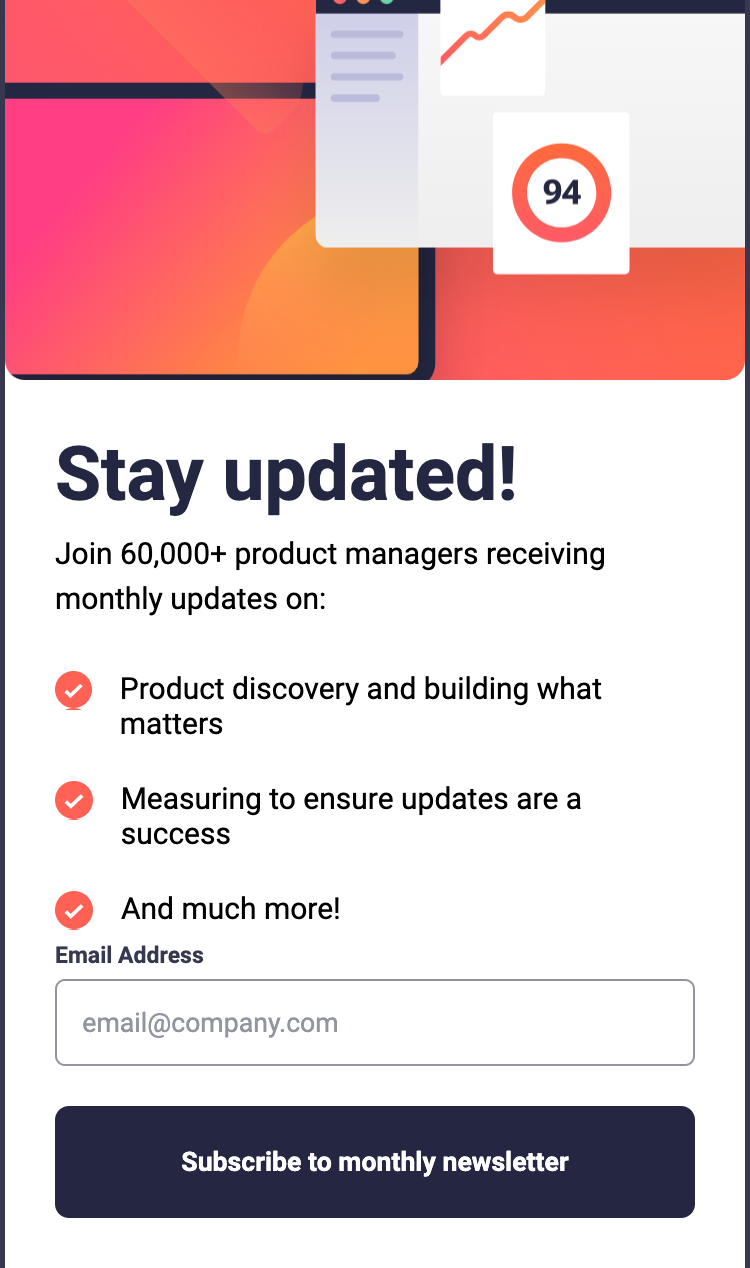 94
Stay updated!
Join 60,000+ product managers receiving
monthly updates on:
Product discovery and building what
matters
Measuring to ensure updates are a
success
And much more!
Email Address
email@company.com
Subscribe to monthly newsletter